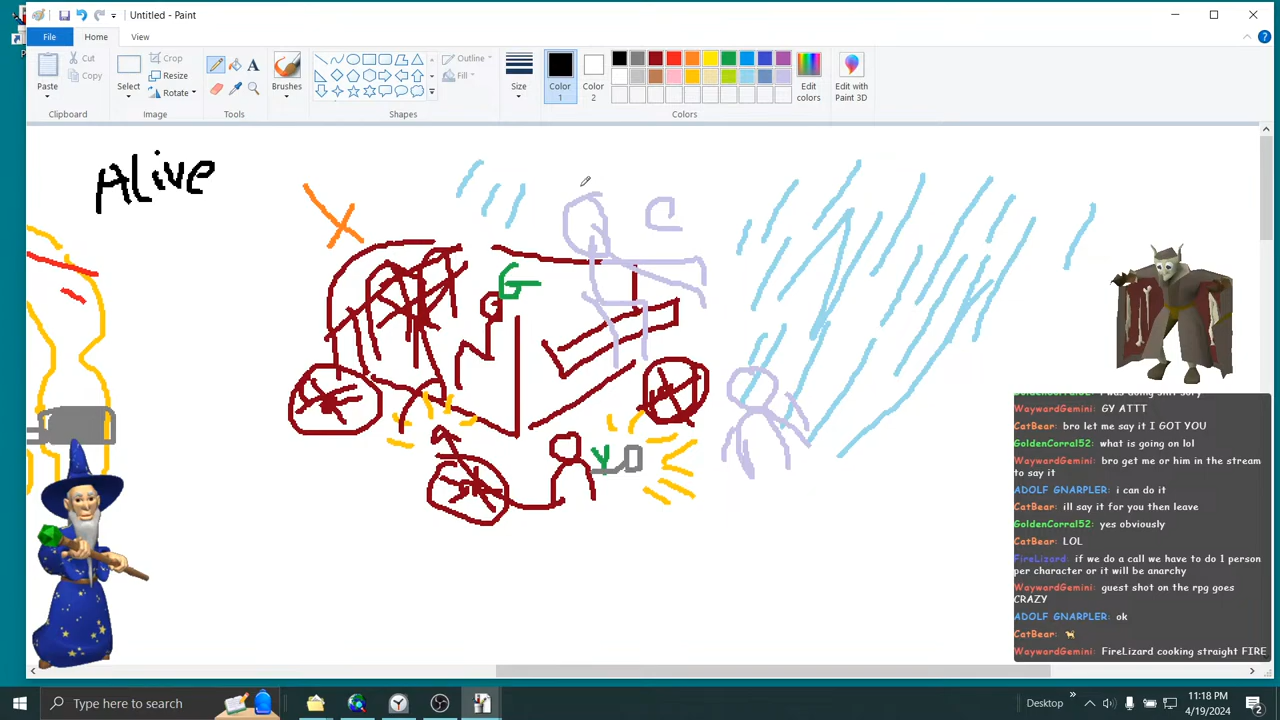 Untitled - Paint
File
Home
View
Paste
Cut
Copy
Clipboard
Select
Crop
Resize
Rotate
Image
A
Tools
Brushes
Outline
Fill
Shapes
Size
Color
1
Color
2
Edit
colors
Colors
Edit with
Paint 3D
Alive
C
G
Y
GoldenCorral52: i was doing shit sory
WaywardGemini: GY ATTT
CatBear: bro let me say it I GOT YOU
GoldenCorral52: what is going on lol
WaywardGemini: bro get me or him in the stream
to say it
ADOLF GNARPLER: i can do it
CatBear: ill say it for you then leave
GoldenCorral52: yes obviously
CatBear: LOL
FireLizard: if we do a call we have to do 1 person
per character or it will be anarchy
WaywardGemini: guest shot on the rpg goes
CRAZY
ADOLF GNARPLER: ok
CatBear:
WaywardGemini: FireLizard cooking straight FIRE
Type here to search
Desktop
11:18 PM
4/19/2024
2